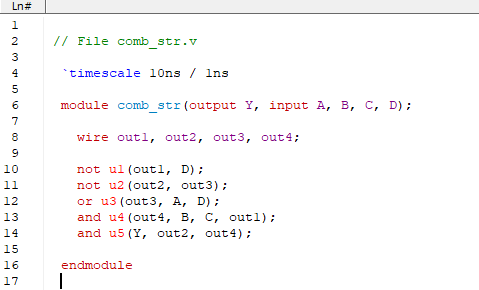 Ln#
1
2 // File comb_str.v
3
4 `timescale 10ns / 1ns
5
6 module comb_str(output Y, input A, B, C, D);
7
8 wire out1, out2, out3, out4;
9
10 not u1(out1, D);
11 not u2(out2, out3);
12 or u3(out3, A, D);
13 and u4(out4, B, C, out1);
14 and u5(Y, out2, out4);
15
16 endmodule
17